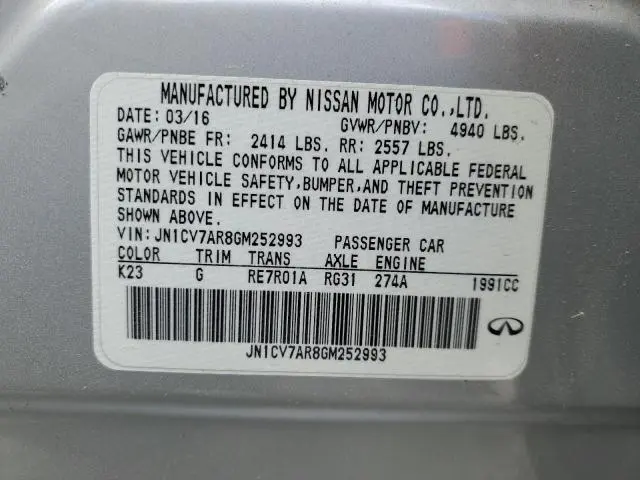 MANUFACTURED BY NISSAN MOTOR CO.,LTD.
DATE: 03/16 GVWR/PNBV: 4940 LBS.
GAWR/PNBE FR: 2414 LBS. RR: 2557 LBS.
THIS VEHICLE CONFORMS TO ALL APPLICABLE FEDERAL
MOTOR VEHICLE SAFETY,BUMPER,AND THEFT PREVENTION
STANDARDS IN EFFECT ON THE DATE OF MANUFACTURE
SHOWN ABOVE.
VIN:JN1CV7AR8GM252993 PASSENGER CAR
COLOR TRIM TRANS AXLE ENGINE
K23 G RE7R01A RG31 274A 1991CC
JN1CV7AR8GM252993